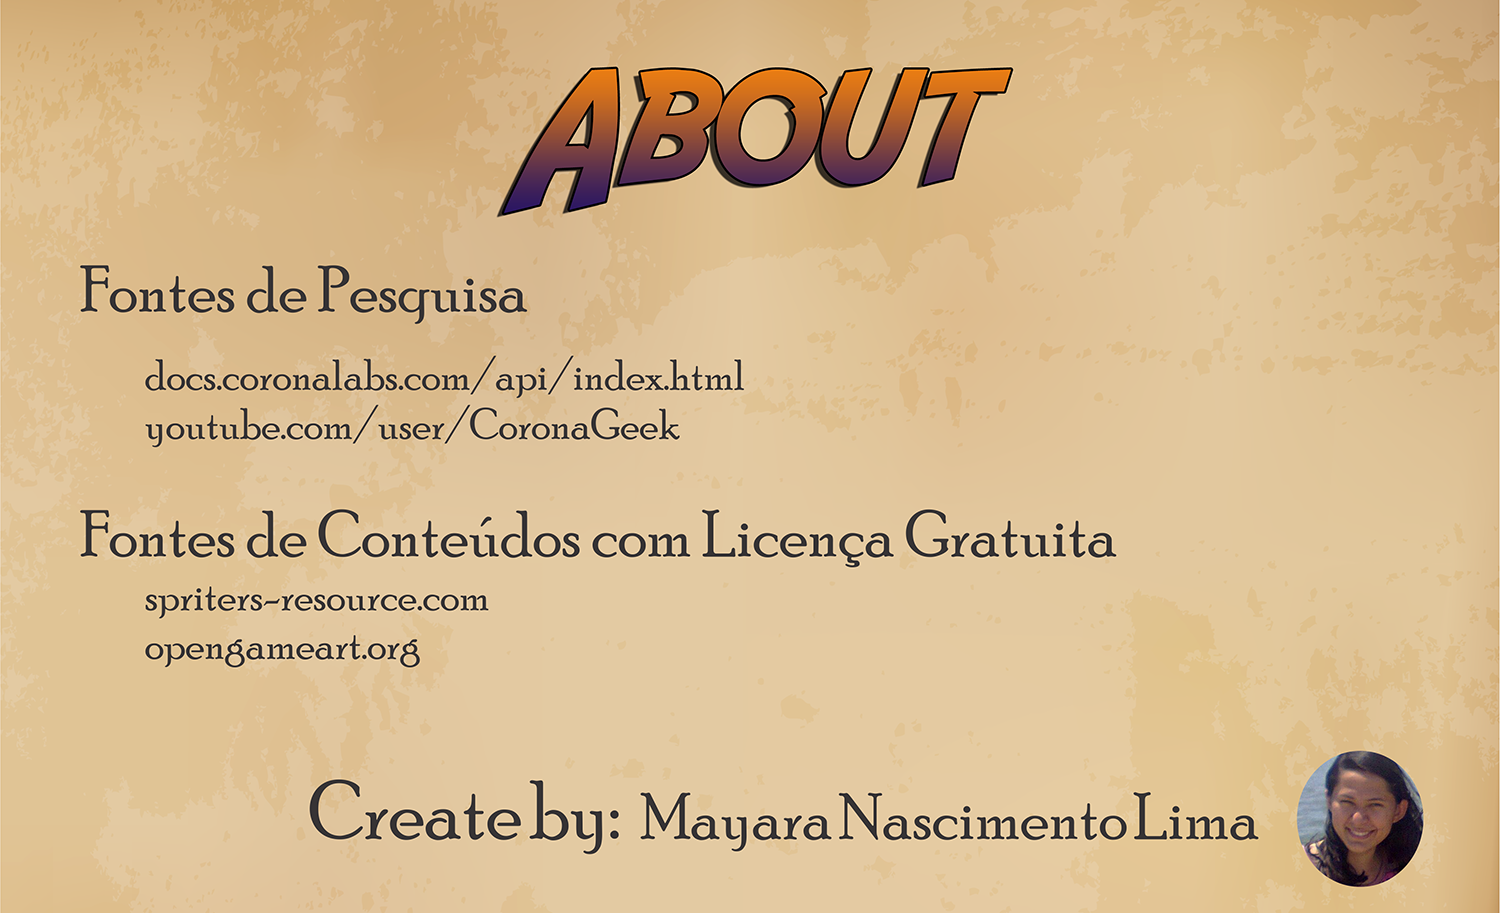 ABOUT
Fontes de Pesquisa
docs.coronalabs.com/api/index.html
youtube.com/user/CoronaGeek
Fontes de Conteúdos com Licença Gratuita
spriters-resource.com
opengameart.org
Create by: Mayara Nascimento Lima